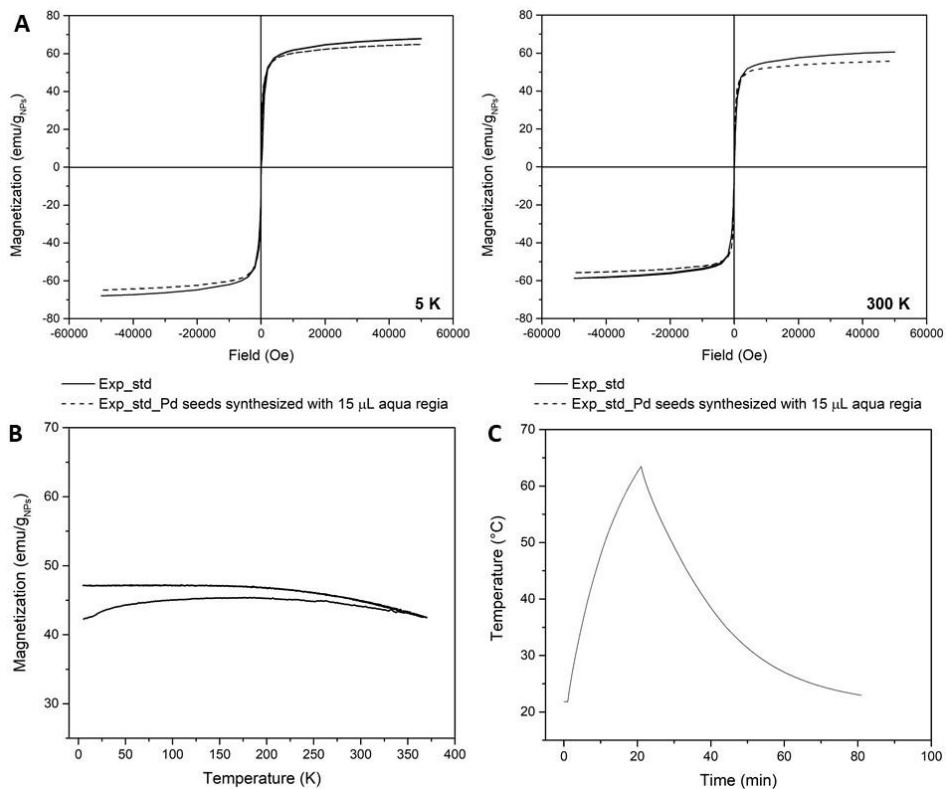 A
Magnetization (emu/gNPs)
80
60
40
20
0
-20
-40
-60
-80
5 K
-60000 -40000 -20000 0 20000 40000 60000
Field (Oe)
Exp_std
Exp_std_Pd seeds synthesized with 15 μL aqua regia
Magnetization (emu/gNPs)
80
60
40
20
0
-20
-40
-60
-80
300 K
-60000 -40000 -20000 0 20000 40000 60000
Field (Oe)
Exp_std
Exp_std_Pd seeds synthesized with 15 μL aqua regia
B
Magnetization (emu/gNPs)
70
60
50
40
30
0 50 100 150 200 250 300 350 400
Temperature (K)
C
Temperature (°C)
70
60
50
40
30
20
0 20 40 60 80 100
Time (min)